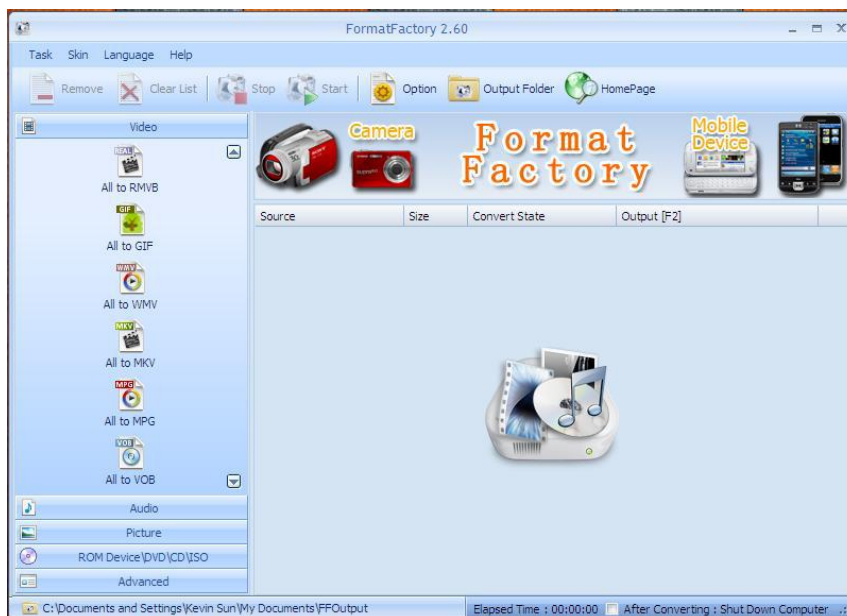 FormatFactory 2.60
Task Skin Language Help
Remove Clear List Stop Start Option Output Folder HomePage
Video
REAL
All to RMVB
GIF
All to GIF
WMV
All to WMV
MKV
All to MKV
MPG
All to MPG
VOB
All to VOB
Audio
Picture
ROM Device\DVD\CD\ISO
Advanced
Camera
Format
Factory
Mobile
Device
Source Size Convert State Output [F2]
C:\Documents and Settings\Kevin Sun\My Documents\FFOutput
Elapsed Time : 00:00:00 After Converting : Shut Down Computer